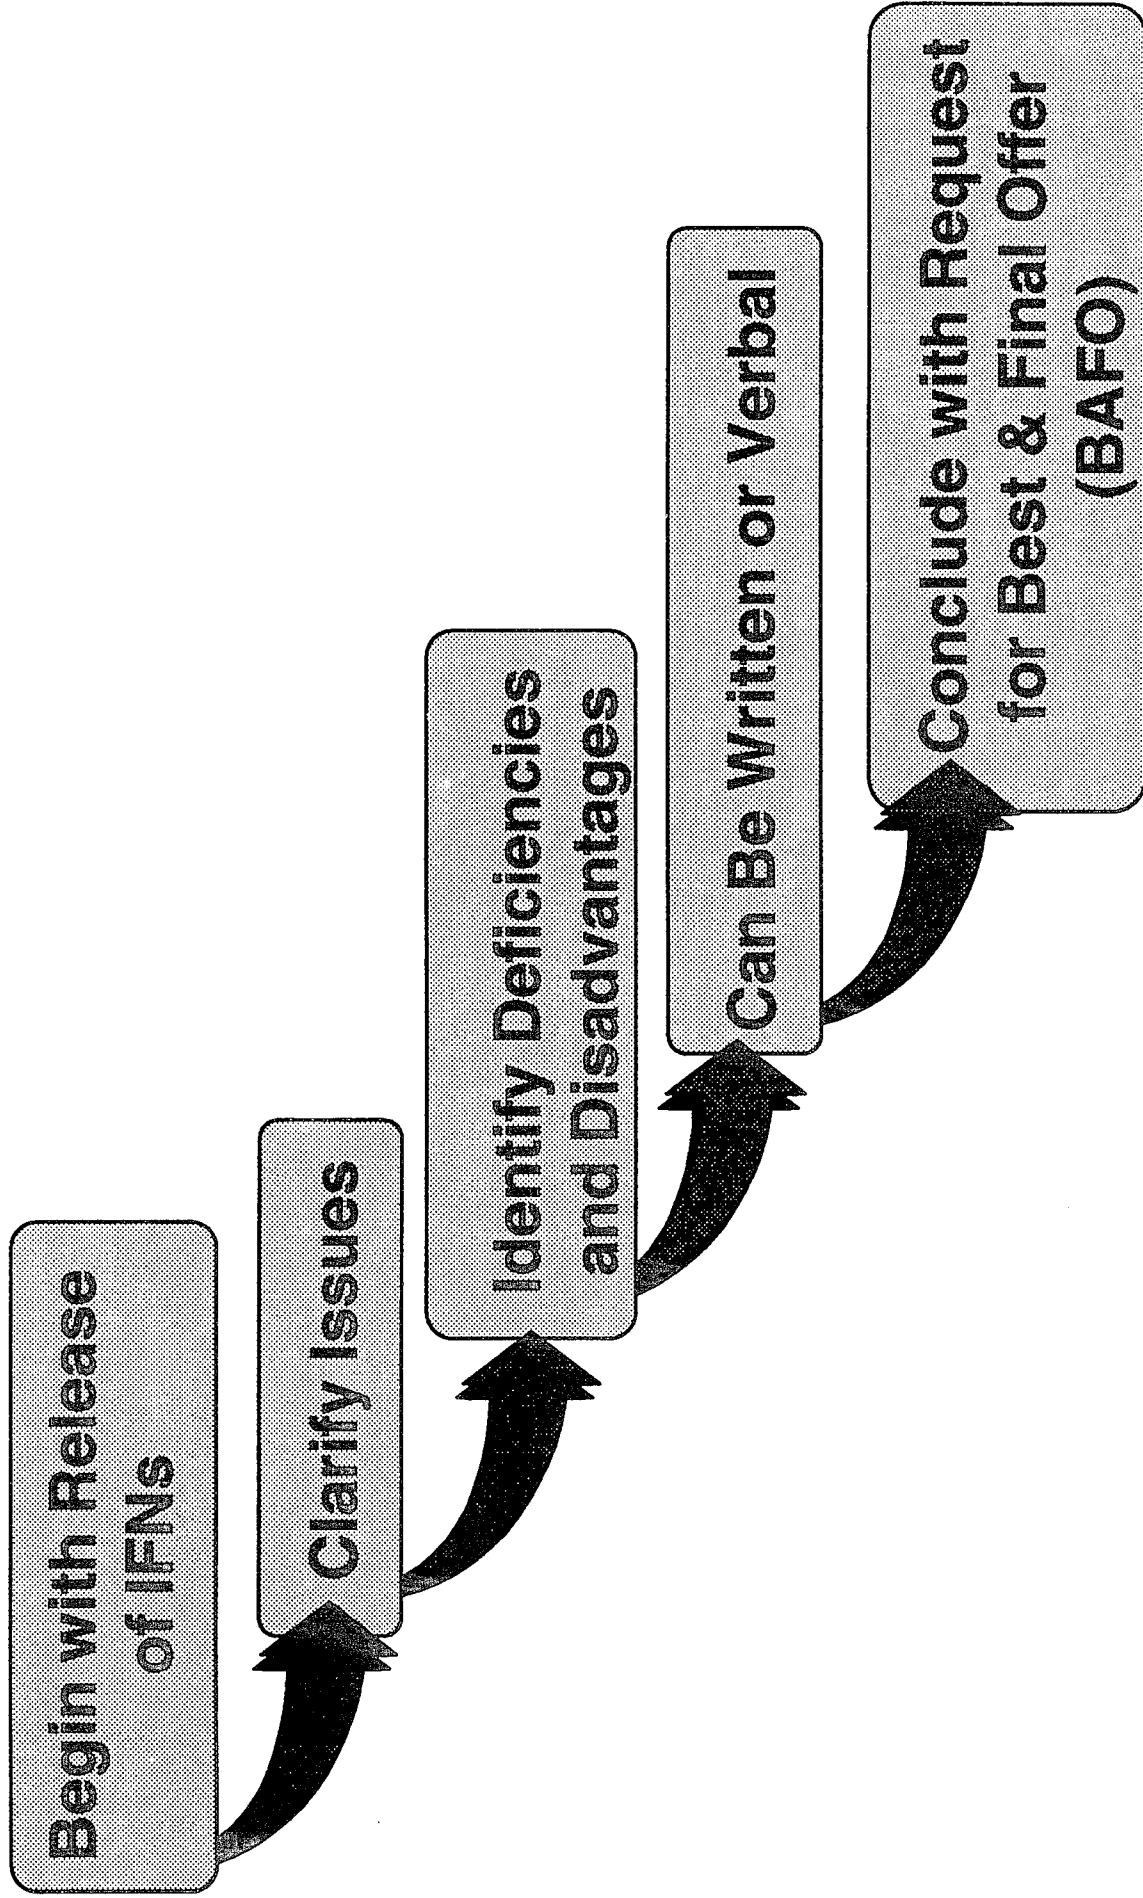 Begin with Release
of IFNs
Clarify Issues
Identify Deficiencies
and Disadvantages
Can Be Written or Verbal
Conclude with Request
for Best & Final Offer
(BAFO)